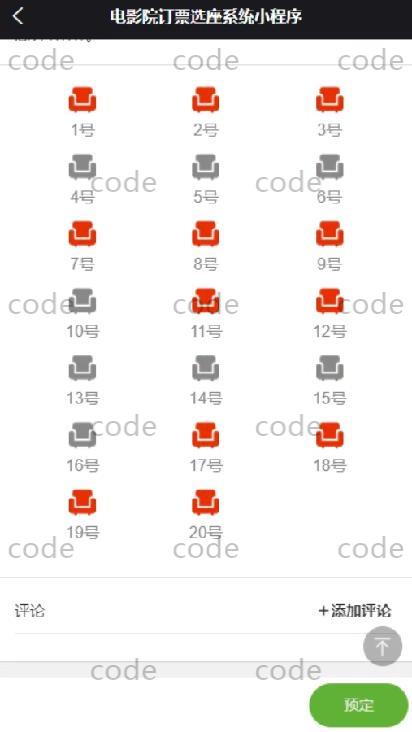 电影院订票选座系统小程序
code code code
1号 2号 3号
code code
4号 5号 6号
7号 8号 9号
code code code
10号 11号 12号
13号 14号 15号
code code
16号 17号 18号
19号 20号
code code code
评论 +添加评论
code code
预定